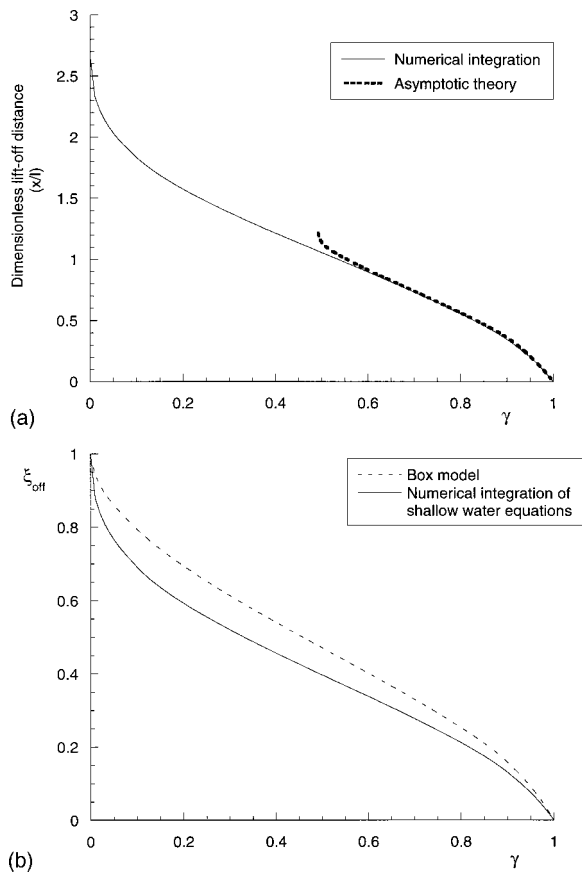 3
2.5
2
1.5
1
0.5
0
Dimensionless lift-off distance
(x/l)
Numerical integration
Asymptotic theory
0
0.2
0.4
0.6
0.8
1
γ
(a)
ξoff
1
0.8
0.6
0.4
0.2
0
Box model
Numerical integration of
shallow water equations
0
0.2
0.4
0.6
0.8
1
γ
(b)